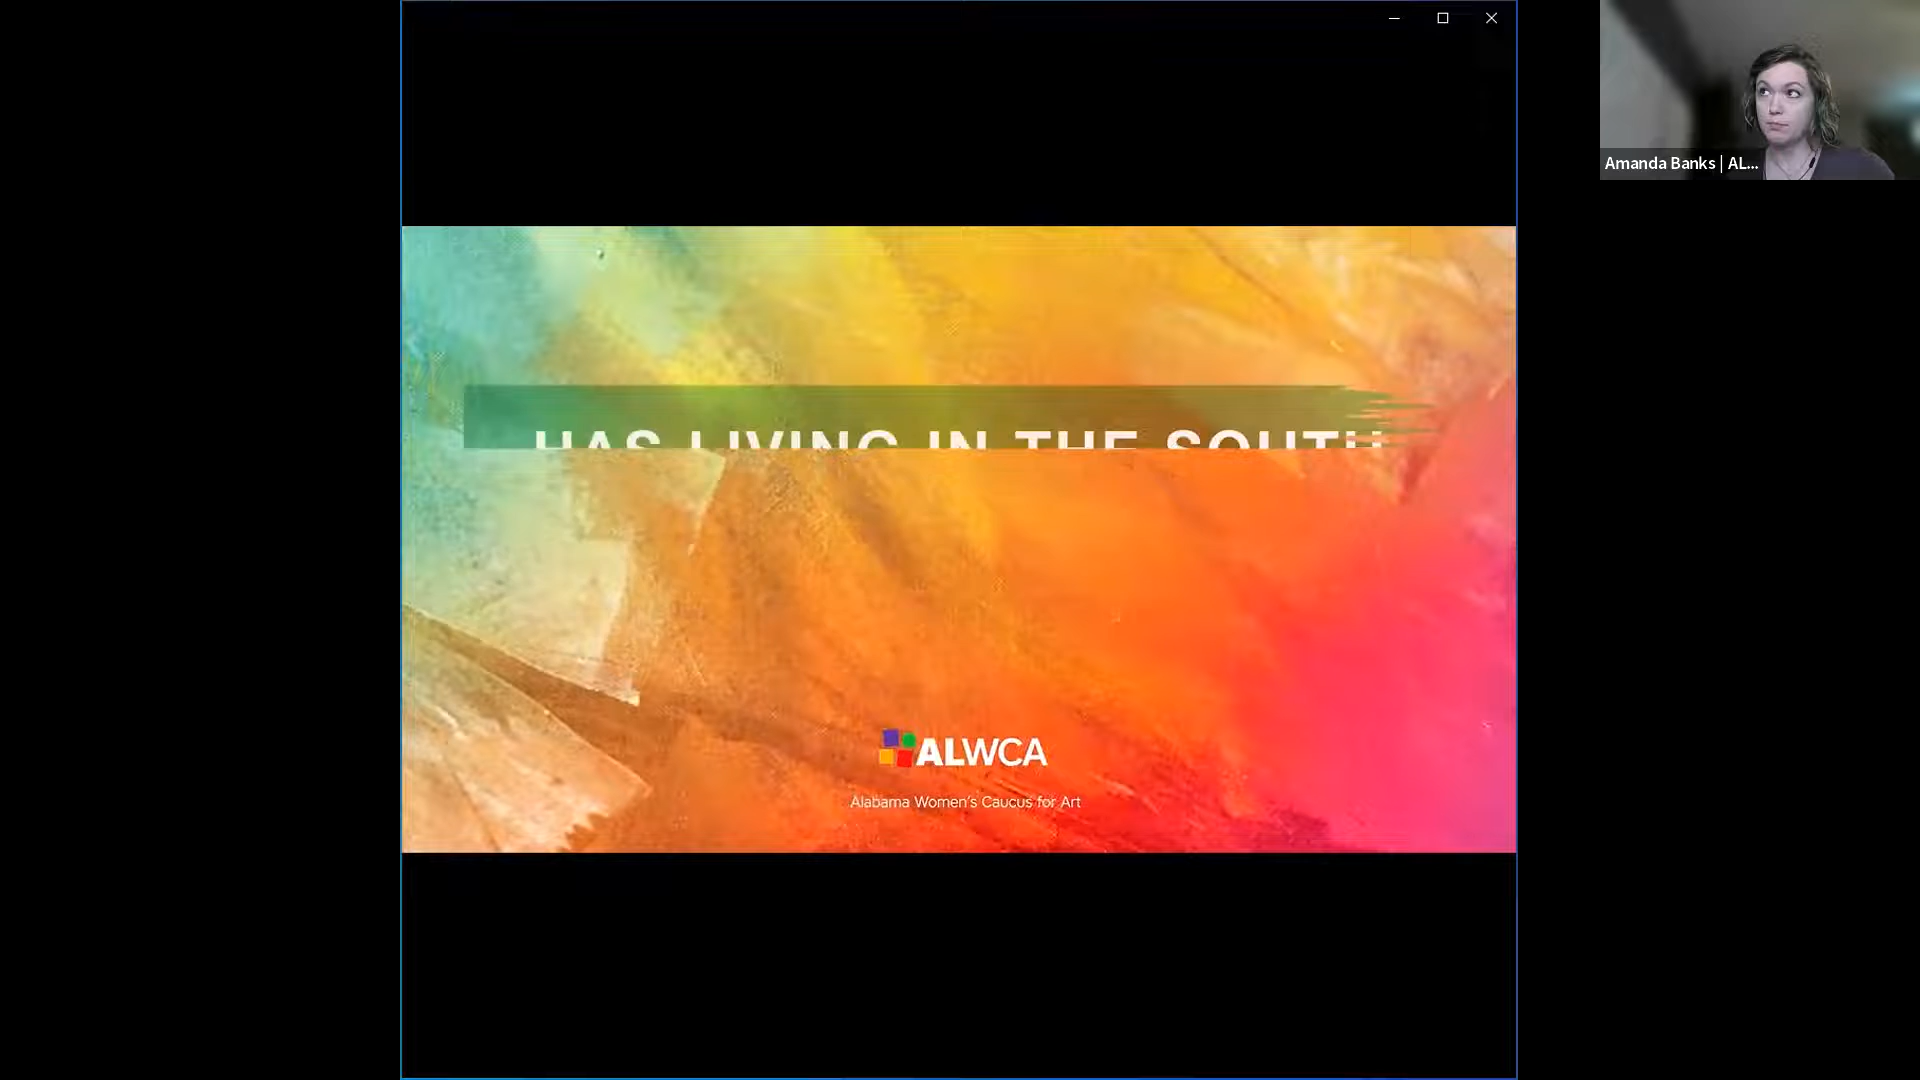 HAS LIVING IN THE SOUTH
ALWCA
Alabama Women's Caucus for Art
Amanda Banks | AL...